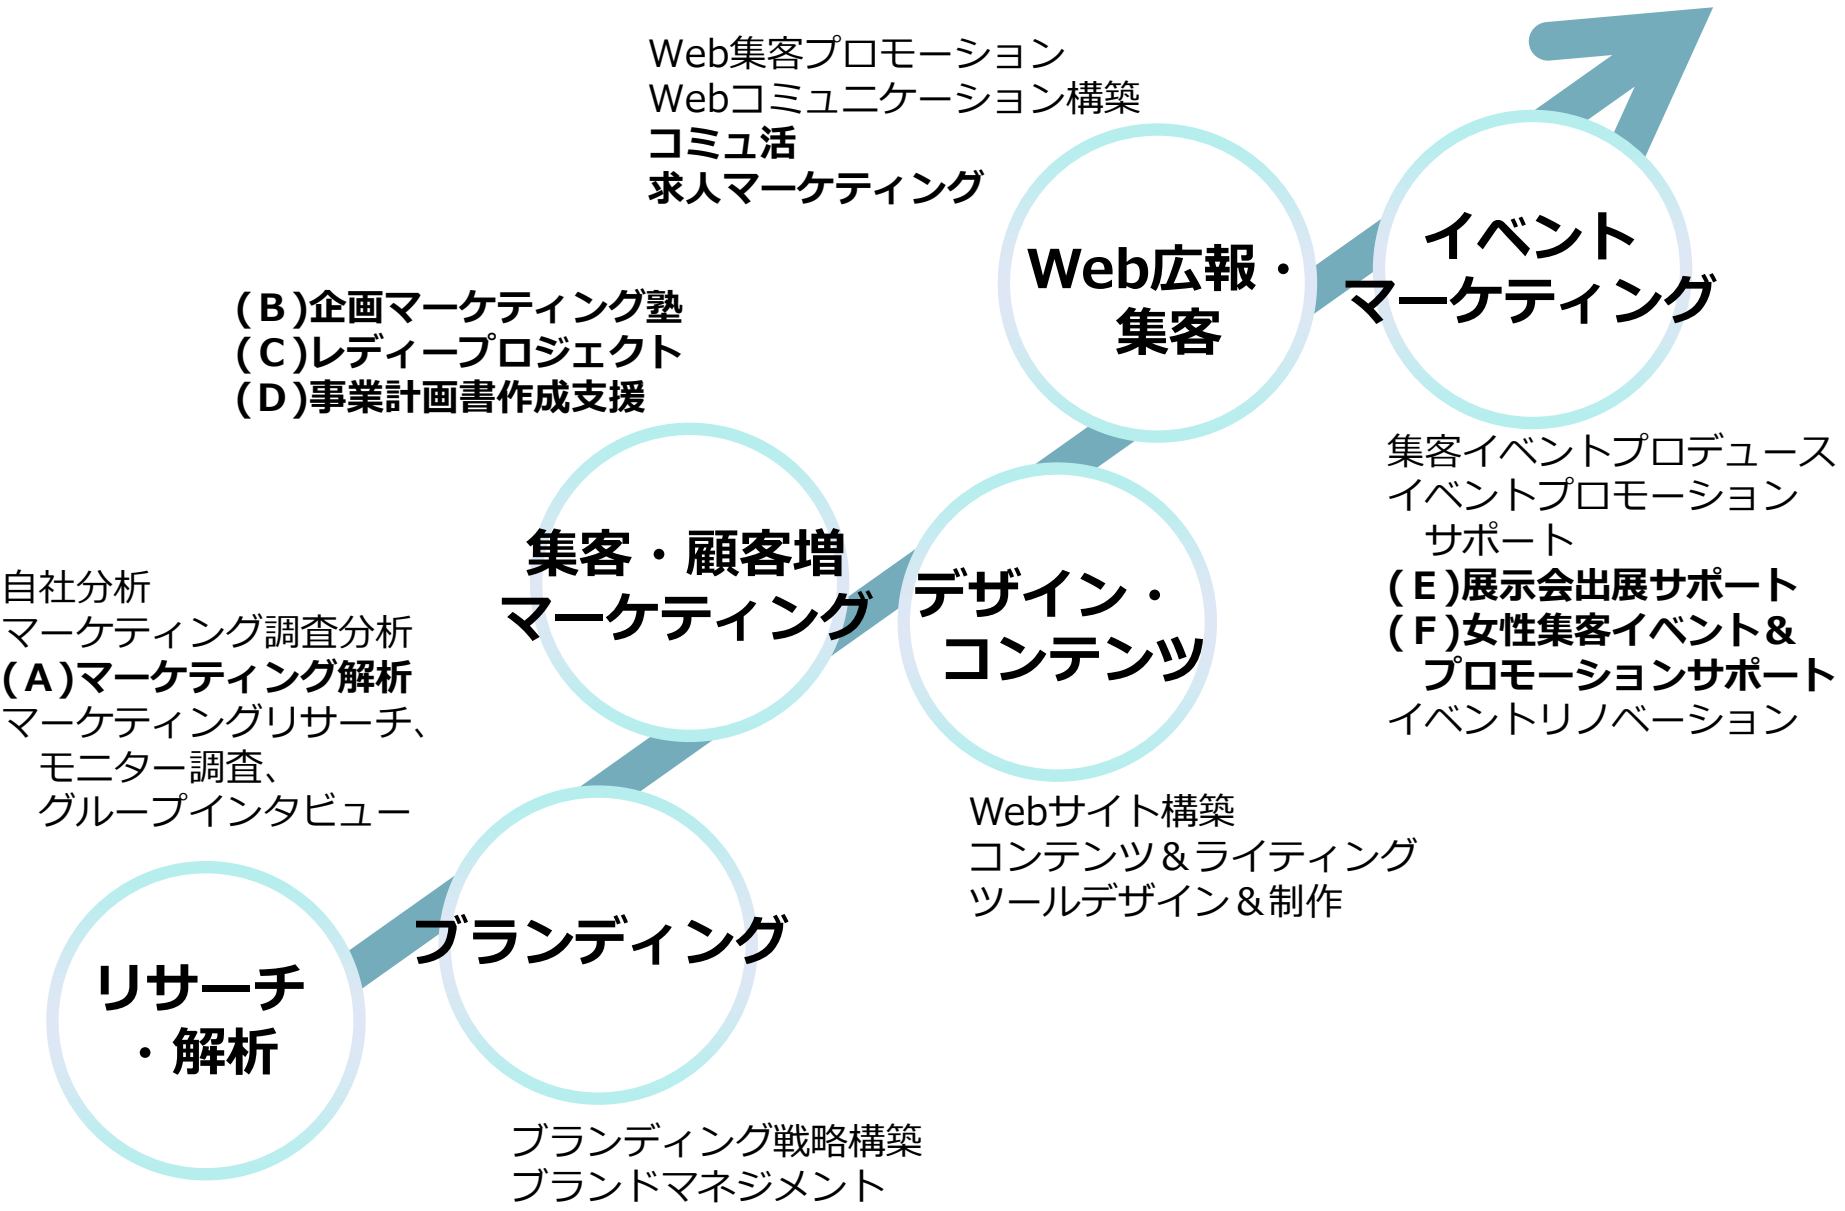 Web集客プロモーション
Webコミュニケーション構築
コミュ活
求人マーケティング
Web広報・
集客
イベント
マーケティング
(Ｂ)企画マーケティング塾
(Ｃ)レディープロジェクト
(Ｄ)事業計画書作成支援
集客・顧客増
マーケティング
デザイン・
コンテンツ
集客イベントプロデュース
イベントプロモーション
サポート
(Ｅ)展示会出展サポート
(Ｆ)女性集客イベント＆
プロモーションサポート
イベントリノベーション
自社分析
マーケティング調査分析
(Ａ)マーケティング解析
マーケティングリサーチ、
モニター調査、
グループインタビュー
Webサイト構築
コンテンツ＆ライティング
ツールデザイン＆制作
リサーチ
・解析
ブランディング
ブランディング戦略構築
ブランドマネジメント